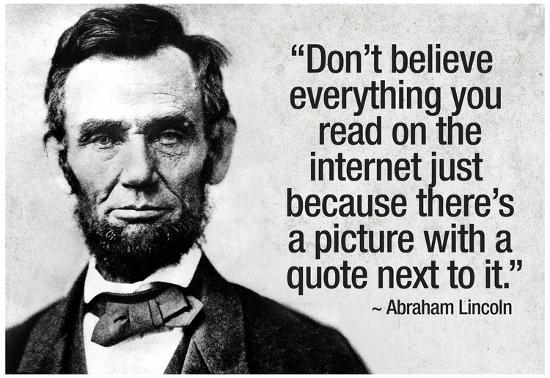 “Don’t believe
everything you
read on the
internet just
because there’s
a picture with a
quote next to it.”
~ Abraham Lincoln